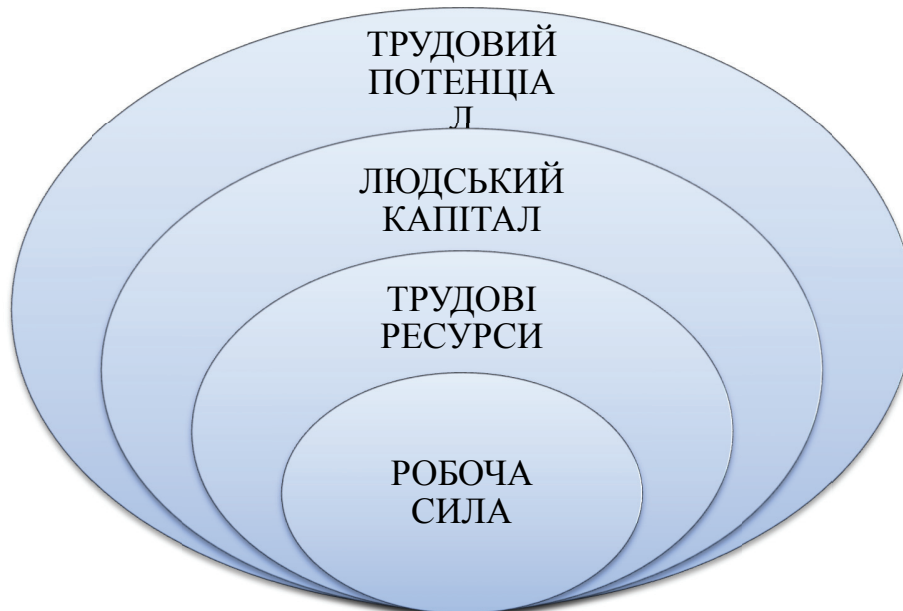 ТРУДОВИЙ
ПОТЕНЦІА
Л
ЛЮДСЬКИЙ
КАПІТАЛ
ТРУДОВІ
РЕСУРСИ
РОБОЧА
СИЛА